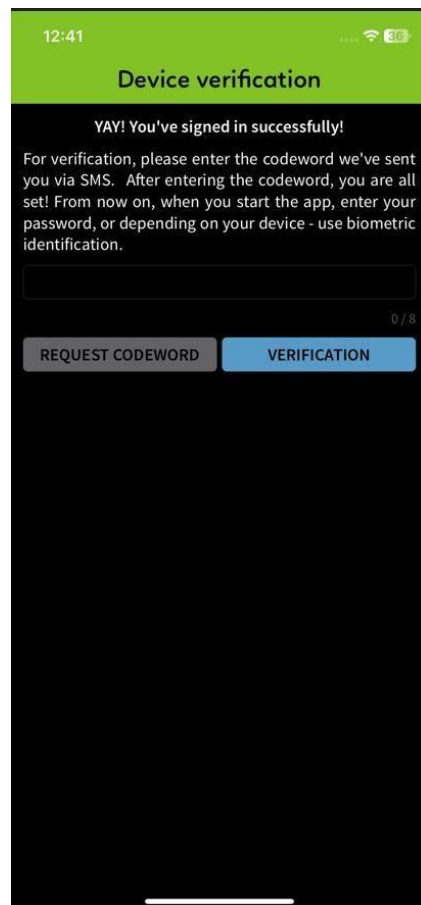 12:41
36
Device verification
YAY! You've signed in successfully!
For verification, please enter the codeword we've sent
you via SMS. After entering the codeword, you are all
set! From now on, when you start the app, enter your
password, or depending on your device - use biometric
identification.
0 / 8
REQUEST CODEWORD VERIFICATION